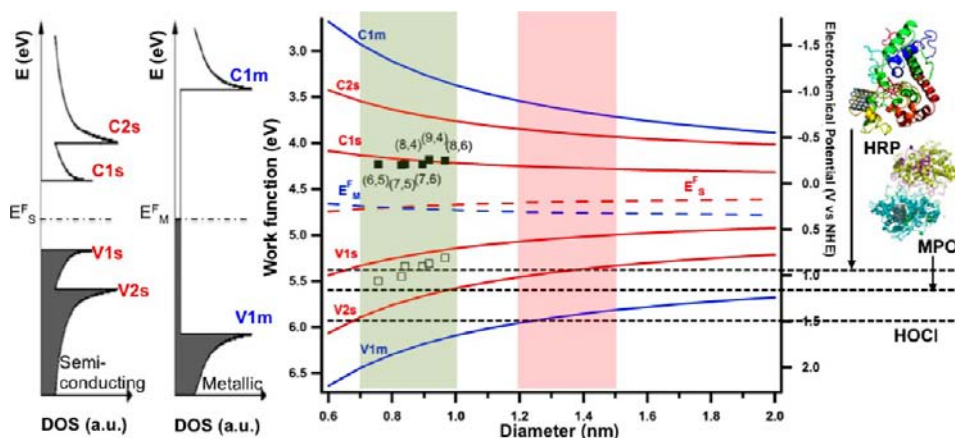 E (eV)
C2s
C1s
E^F_S
V1s
V2s
Semi-
conducting
DOS (a.u.)
E (eV)
C1m
E^F_M
V1m
Metallic
DOS (a.u.)
Work function (eV)
3.0
3.5
4.0
4.5
5.0
5.5
6.0
6.5
C1m
C2s
C1s
(8,4)
(9,4)
(8,6)
(6,5)
(7,5)
(7,6)
E^F_M
E^F_S
V1s
V2s
V1m
0.6
0.8
1.0
1.2
1.4
1.6
1.8
2.0
Diameter (nm)
-1.5
-1.0
-0.5
0.0
0.5
1.0
1.5
2.0
Electrochemical Potential (V vs NHE)
HRP
MPO
HOCl